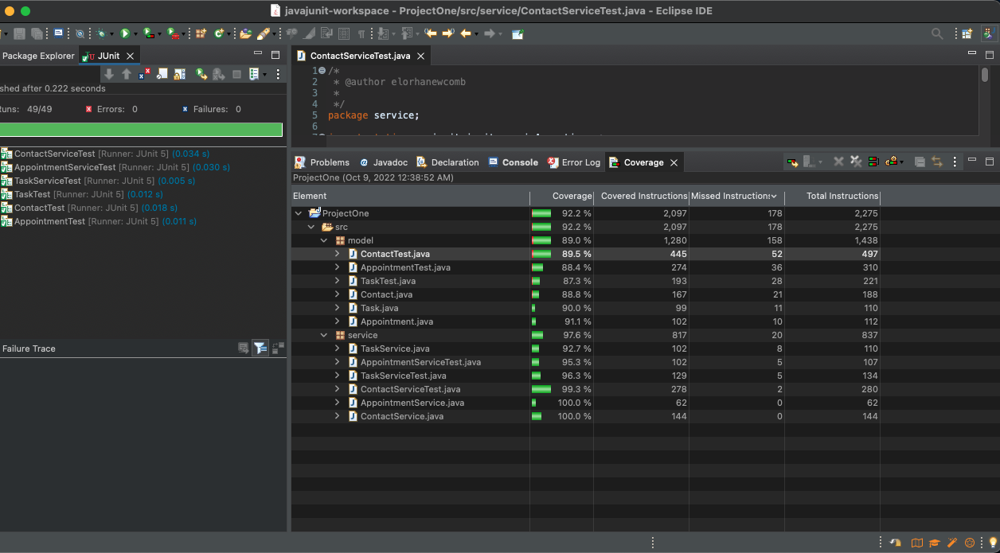 javajunit-workspace - ProjectOne/src/service/ContactServiceTest.java - Eclipse IDE
Package Explorer JUnit
shed after 0.222 seconds
Runs: 49/49 Errors: 0 Failures: 0
ContactServiceTest [Runner: JUnit 5] (0.034 s)
AppointmentServiceTest [Runner: JUnit 5] (0.030 s)
TaskServiceTest [Runner: JUnit 5] (0.005 s)
TaskTest [Runner: JUnit 5] (0.012 s)
ContactTest [Runner: JUnit 5] (0.018 s)
AppointmentTest [Runner: JUnit 5] (0.011 s)
Failure Trace
ContactServiceTest.java
1 /*
2 * @author elorhanewcomb
3 *
4 */
5 package service;
6
Problems Javadoc Declaration Console Error Log Coverage
ProjectOne (Oct 9, 2022 12:38:52 AM)
Element Coverage Covered Instructions Missed Instructions Total Instructions
ProjectOne 92.2 % 2,097 178 2,275
src 92.2 % 2,097 178 2,275
model 89.0 % 1,280 158 1,438
ContactTest.java 89.5 % 445 52 497
AppointmentTest.java 88.4 % 274 36 310
TaskTest.java 87.3 % 193 28 221
Contact.java 88.8 % 167 21 188
Task.java 90.0 % 99 11 110
Appointment.java 91.1 % 102 10 112
service 97.6 % 817 20 837
TaskService.java 92.7 % 102 8 110
AppointmentServiceTest.java 95.3 % 102 5 107
TaskServiceTest.java 96.3 % 129 5 134
ContactServiceTest.java 99.3 % 278 2 280
AppointmentService.java 100.0 % 62 0 62
ContactService.java 100.0 % 144 0 144